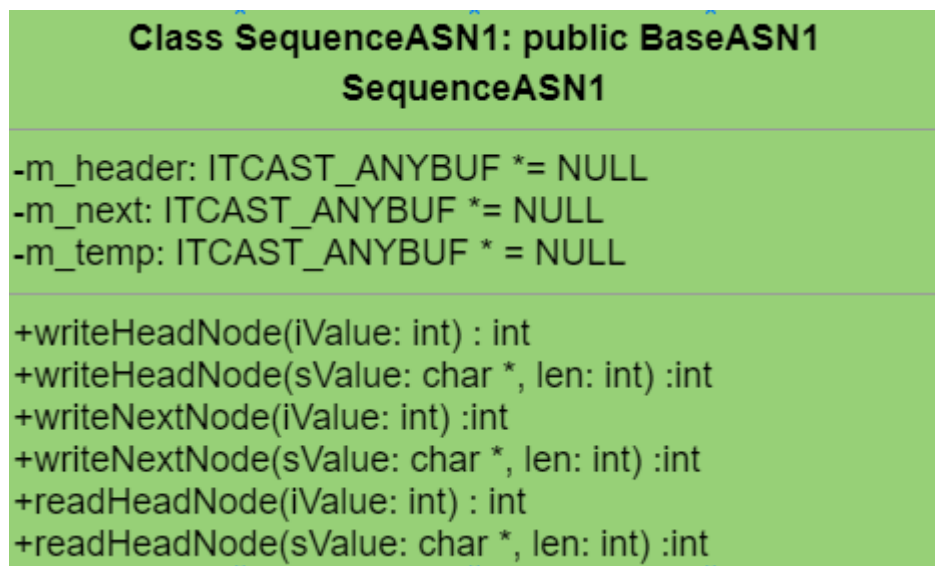 Class SequenceASN1: public BaseASN1
SequenceASN1
-m_header: ITCAST_ANYBUF *= NULL
-m_next: ITCAST_ANYBUF *= NULL
-m_temp: ITCAST_ANYBUF * = NULL
+writeHeadNode(iValue: int) : int
+writeHeadNode(sValue: char *, len: int) :int
+writeNextNode(iValue: int) :int
+writeNextNode(sValue: char *, len: int) :int
+readHeadNode(iValue: int) : int
+readHeadNode(sValue: char *, len: int) :int